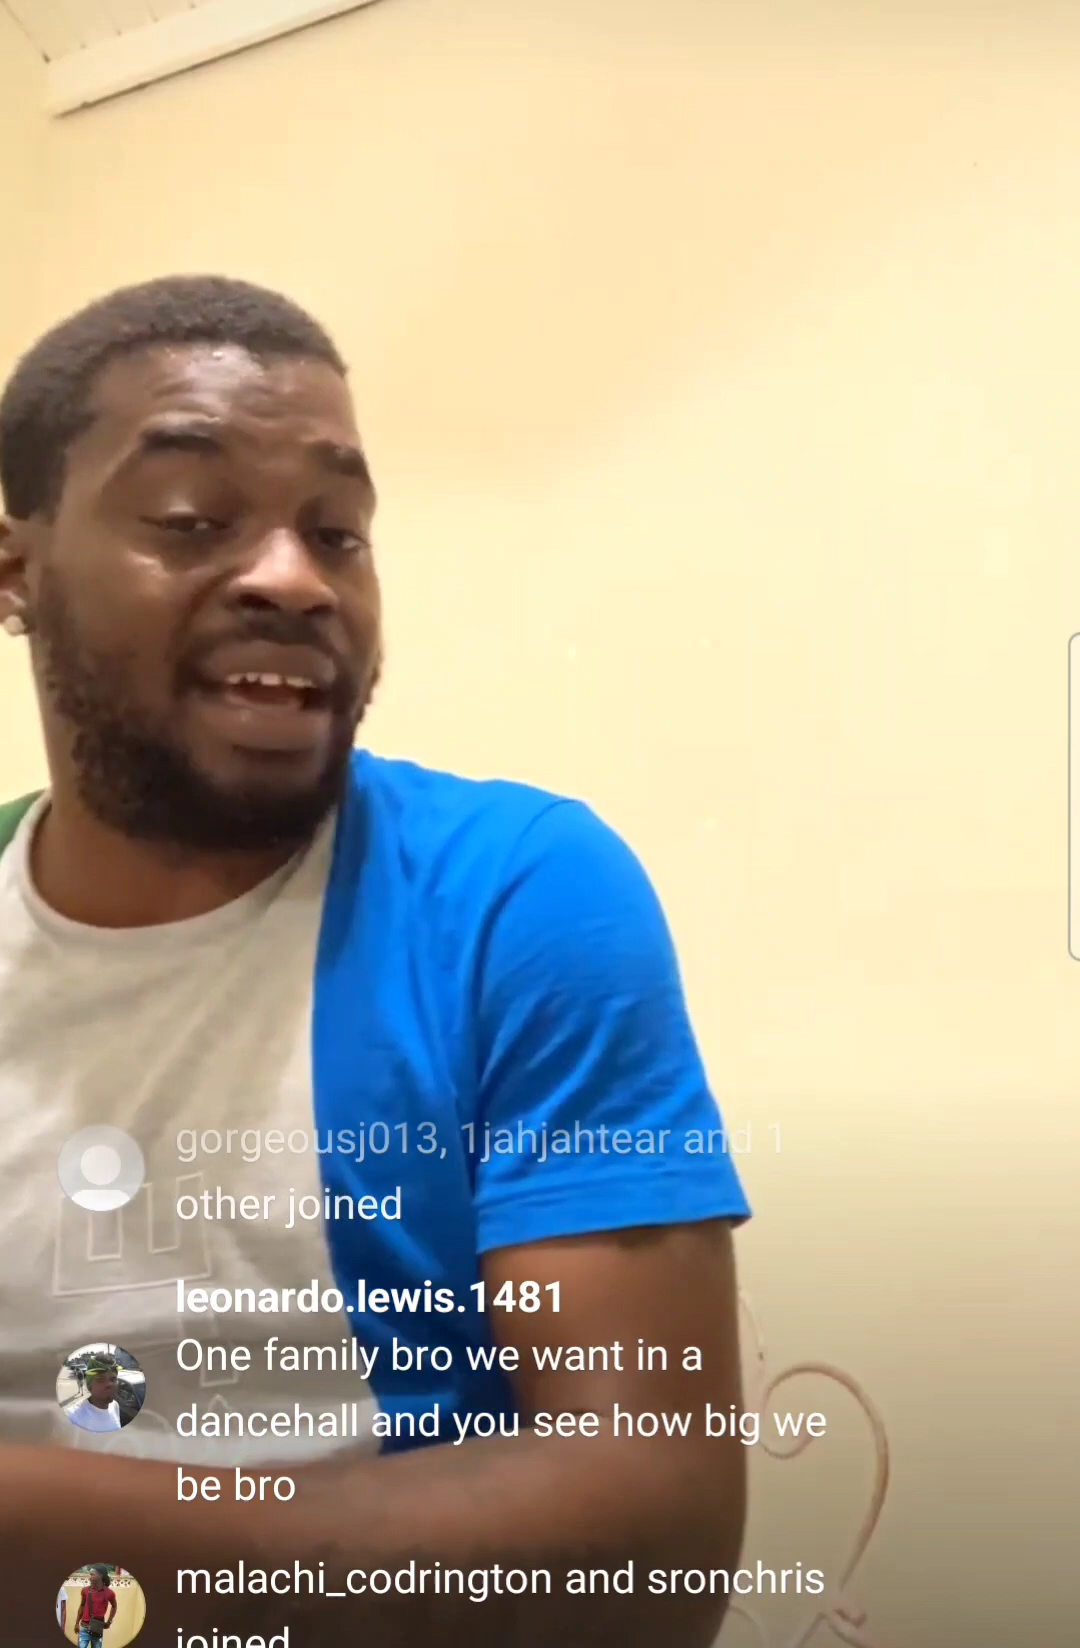 gorgeousj013, 1jahjahtear and 1
other joined
leonardo.lewis.1481
One family bro we want in a
dancehall and you see how big we
be bro
malachi_codrington and sronchris
joined